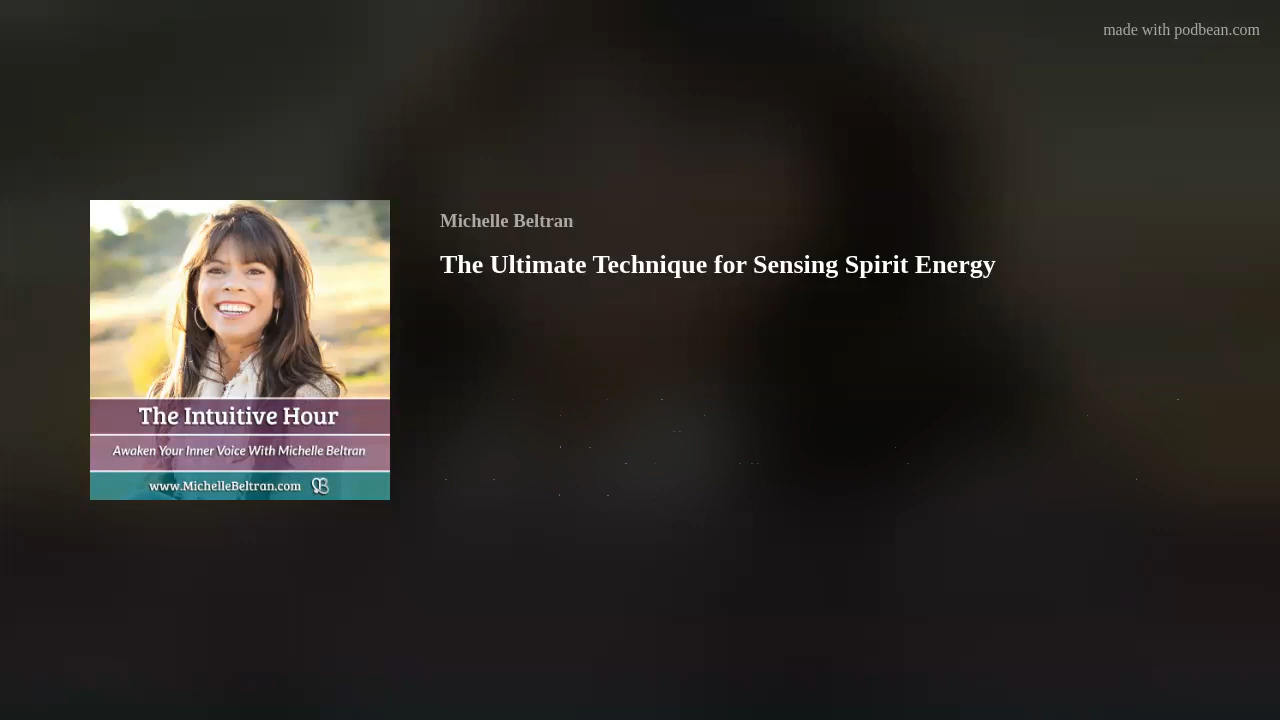 made with podbean.com
Michelle Beltran
The Ultimate Technique for Sensing Spirit Energy
The Intuitive Hour
Awaken Your Inner Voice With Michelle Beltran
www.MichelleBeltran.com